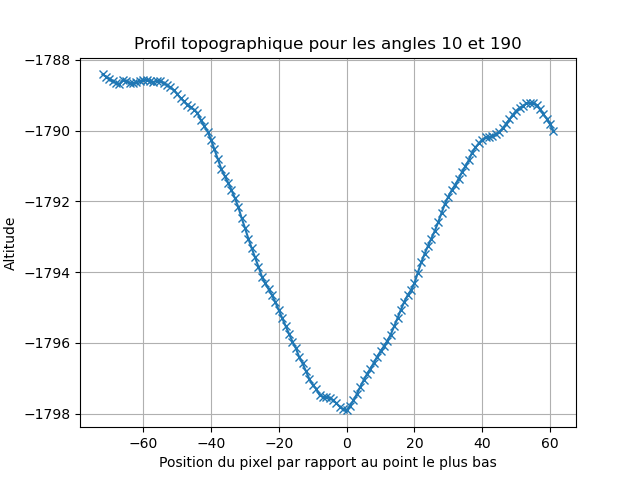 Profil topographique pour les angles 10 et 190
−1788
−1790
−1792
−1794
−1796
−1798
Altitude
−60 −40 −20 0 20 40 60
Position du pixel par rapport au point le plus bas